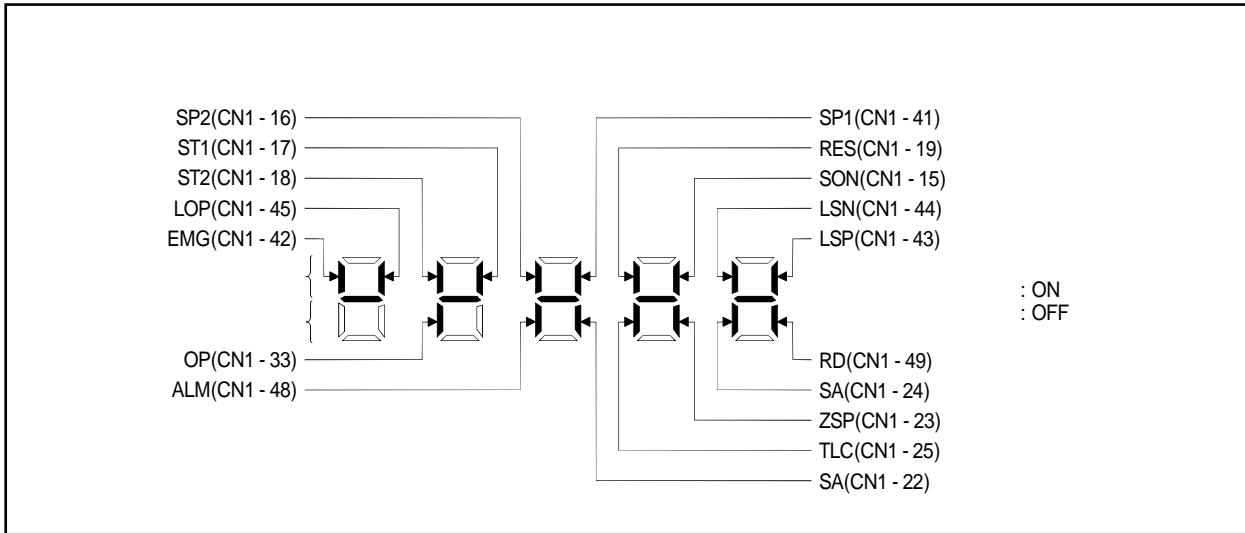 SP2(CN1 - 16)
ST1(CN1 - 17)
ST2(CN1 - 18)
LOP(CN1 - 45)
EMG(CN1 - 42)
OP(CN1 - 33)
ALM(CN1 - 48)
SP1(CN1 - 41)
RES(CN1 - 19)
SON(CN1 - 15)
LSN(CN1 - 44)
LSP(CN1 - 43)
RD(CN1 - 49)
SA(CN1 - 24)
ZSP(CN1 - 23)
TLC(CN1 - 25)
SA(CN1 - 22)
: ON
: OFF